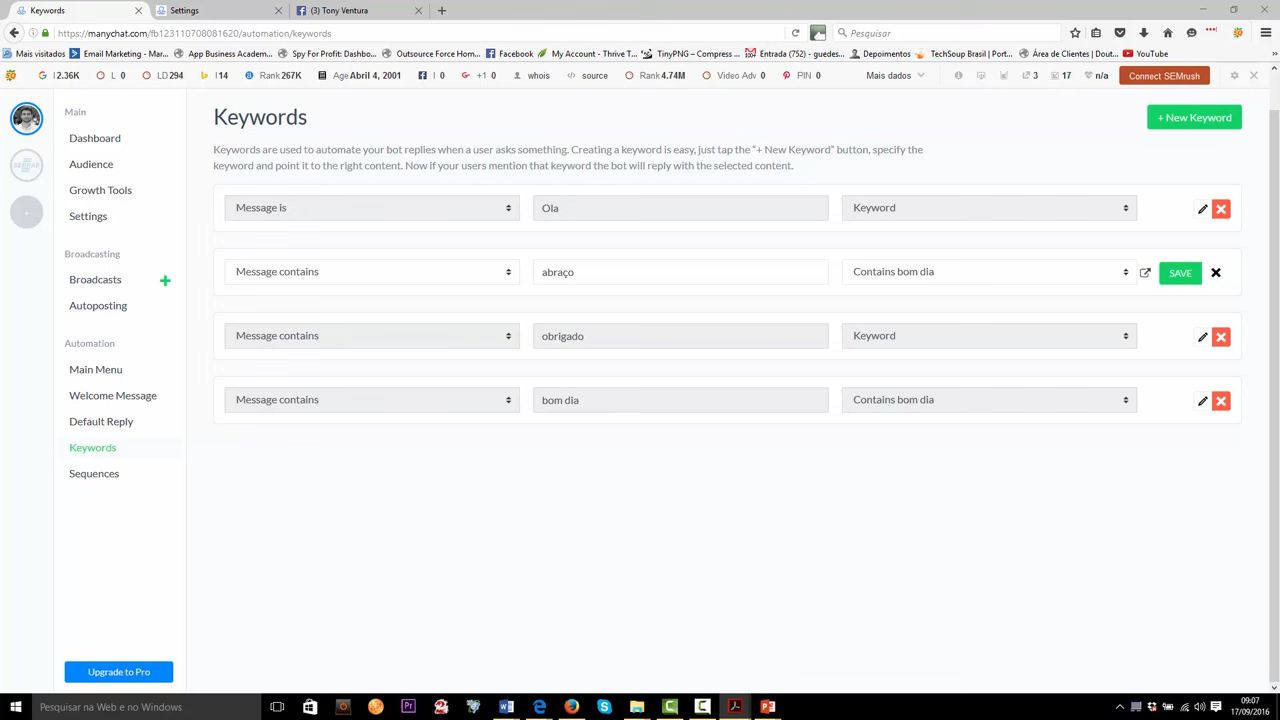 Keywords
Settings
(3) Tony Ventura
https://manychat.com/fb123110708081620/automation/keywords
Pesquisar
Mais visitados
Email Marketing - Mar...
App Business Acade...
Spy For Profit: Dashbo...
Outsource Force Hom...
Facebook
My Account - Thrive T...
TinyPNG – Compress ...
Entrada (752) - guedes...
Depoimentos
TechSoup Brasil | Port...
Área de Clientes | Dout...
YouTube
I 2.36K
L 0
LD 294
I 14
Rank 267K
Age Abril 4, 2001
I 0
+1 0
whois
source
Rank 4.74M
Video Adv 0
PIN 0
Mais dados
3
17
n/a
Connect SEMrush
Main
Dashboard
Audience
Growth Tools
Settings
Broadcasting
Broadcasts
Autoposting
Automation
Main Menu
Welcome Message
Default Reply
Keywords
Sequences
Upgrade to Pro
Keywords
+ New Keyword
Keywords are used to automate your bot replies when a user asks something. Creating a keyword is easy, just tap the "+ New Keyword" button, specify the
keyword and point it to the right content. Now if your users mention that keyword the bot will reply with the selected content.
Message is Ola Keyword
Message contains abraço Contains bom dia SAVE
Message contains obrigado Keyword
Message contains bom dia Contains bom dia
Pesquisar na Web e no Windows
09:07
17/09/2016